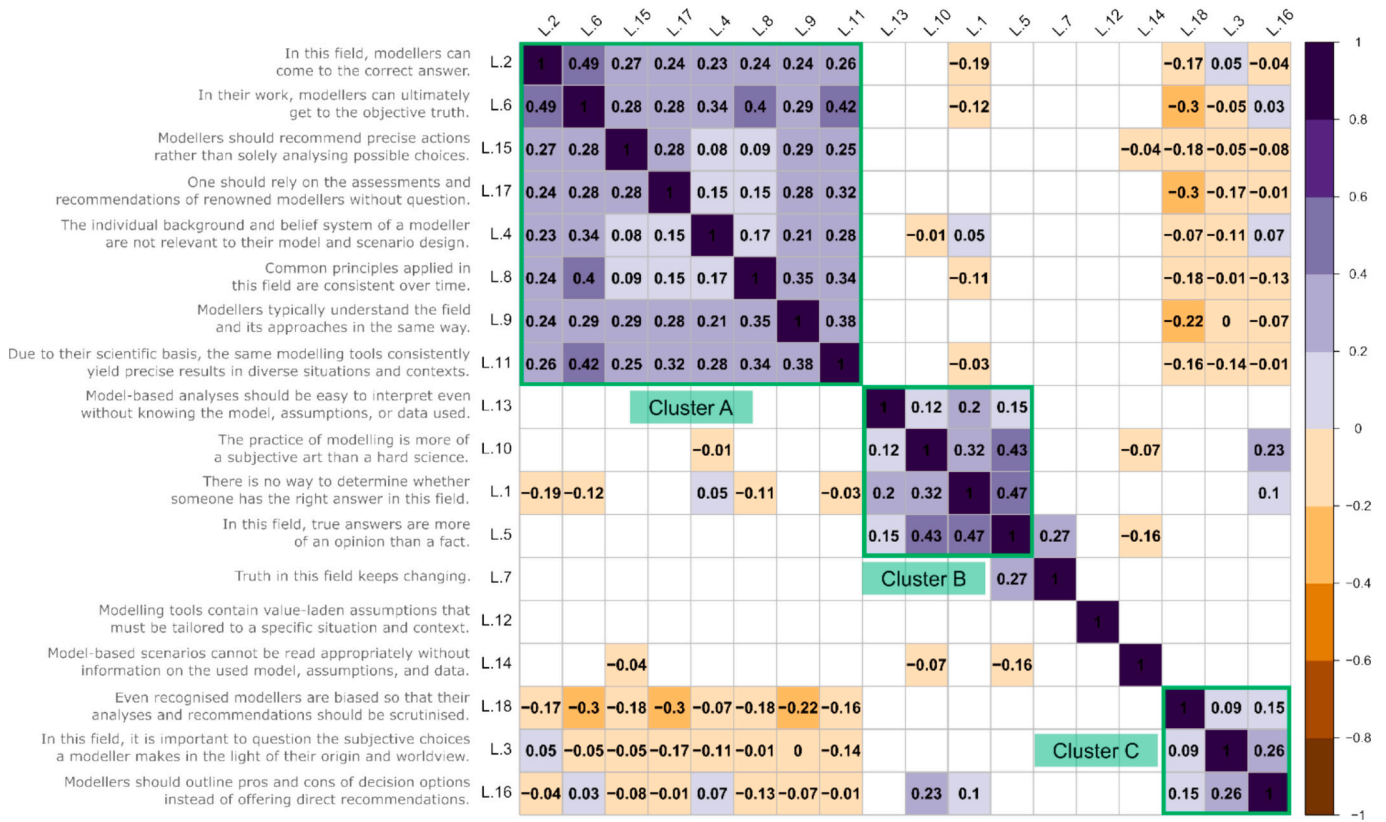 L.2 L.6 L.15 L.17 L.4 L.8 L.9 L.11 L.13 L.10 L.1 L.5 L.7 L.12 L.14 L.18 L.3 L.16
In this field, modellers can
come to the correct answer.
L.2 1 0.49 0.27 0.24 0.23 0.24 0.24 0.26 −0.19 −0.17 0.05 −0.04
In their work, modellers can ultimately
get to the objective truth.
L.6 0.49 1 0.28 0.28 0.34 0.4 0.29 0.42 −0.12 −0.3 −0.05 0.03
Modellers should recommend precise actions
rather than solely analysing possible choices.
L.15 0.27 0.28 1 0.28 0.08 0.09 0.29 0.25 −0.04 −0.18 −0.05 −0.08
One should rely on the assessments and
recommendations of renowned modellers without question.
L.17 0.24 0.28 0.28 1 0.15 0.15 0.28 0.32 −0.3 −0.17 −0.01
The individual background and belief system of a modeller
are not relevant to their model and scenario design.
L.4 0.23 0.34 0.08 0.15 1 0.17 0.21 0.28 −0.01 0.05 −0.07 −0.11 0.07
Common principles applied in
this field are consistent over time.
L.8 0.24 0.4 0.09 0.15 0.17 1 0.35 0.34 −0.11 −0.18 −0.01 −0.13
Modellers typically understand the field
and its approaches in the same way.
L.9 0.24 0.29 0.29 0.28 0.21 0.35 1 0.38 −0.22 0 −0.07
Due to their scientific basis, the same modelling tools consistently
yield precise results in diverse situations and contexts.
L.11 0.26 0.42 0.25 0.32 0.28 0.34 0.38 1 −0.03 −0.16 −0.14 −0.01
Model-based analyses should be easy to interpret even
without knowing the model, assumptions, or data used.
L.13 Cluster A 1 0.12 0.2 0.15
The practice of modelling is more of
a subjective art than a hard science.
L.10 −0.01 0.12 1 0.32 0.43 −0.07 0.23
There is no way to determine whether
someone has the right answer in this field.
L.1 −0.19 −0.12 0.05 −0.11 −0.03 0.2 0.32 1 0.47 0.1
In this field, true answers are more
of an opinion than a fact.
L.5 0.15 0.43 0.47 1 0.27 −0.16
Truth in this field keeps changing.
L.7 Cluster B 0.27 1
Modelling tools contain value-laden assumptions that
must be tailored to a specific situation and context.
L.12 1
Model-based scenarios cannot be read appropriately without
information on the used model, assumptions, and data.
L.14 −0.04 −0.07 −0.16 1
Even recognised modellers are biased so that their
analyses and recommendations should be scrutinised.
L.18 −0.17 −0.3 −0.18 −0.3 −0.07 −0.18 −0.22 −0.16 1 0.09 0.15
In this field, it is important to question the subjective choices
a modeller makes in the light of their origin and worldview.
L.3 0.05 −0.05 −0.05 −0.17 −0.11 −0.01 0 −0.14 Cluster C 0.09 1 0.26
Modellers should outline pros and cons of decision options
instead of offering direct recommendations.
L.16 −0.04 0.03 −0.08 −0.01 0.07 −0.13 −0.07 −0.01 0.23 0.1 0.15 0.26 1
1
0.8
0.6
0.4
0.2
0
−0.2
−0.4
−0.6
−0.8
−1